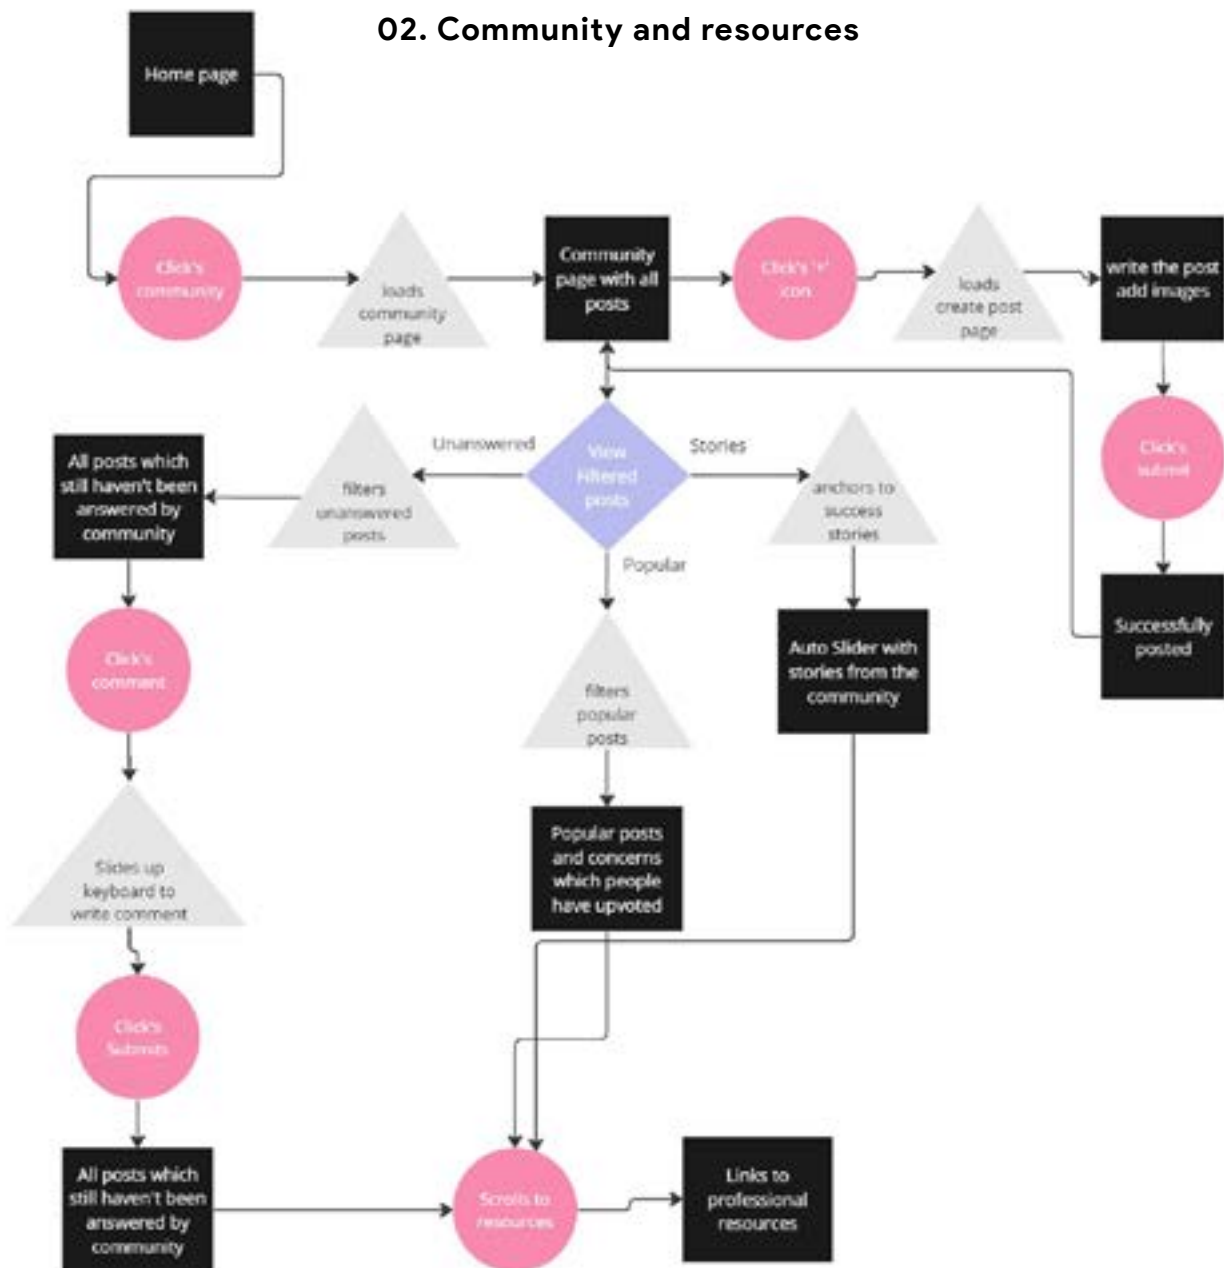 02. Community and resources
Home page
Click's
community
loads
community
page
Community
page with all
posts
Click's '+'
icon
loads
create post
page
write the post
add images
Click's
submit
Successfully
posted
View
Filtered
posts
Unanswered
Stories
Popular
filters
unanswered
posts
All posts which
still haven't been
answered by
community
Click's
comment
Slides up
keyboard to
write comment
Click's
Submits
All posts which
still haven't been
answered by
community
filters
popular
posts
Popular posts
and concerns
which people
have upvoted
anchors to
success
stories
Auto Slider with
stories from the
community
Scrolls to
resources
Links to
professional
resources